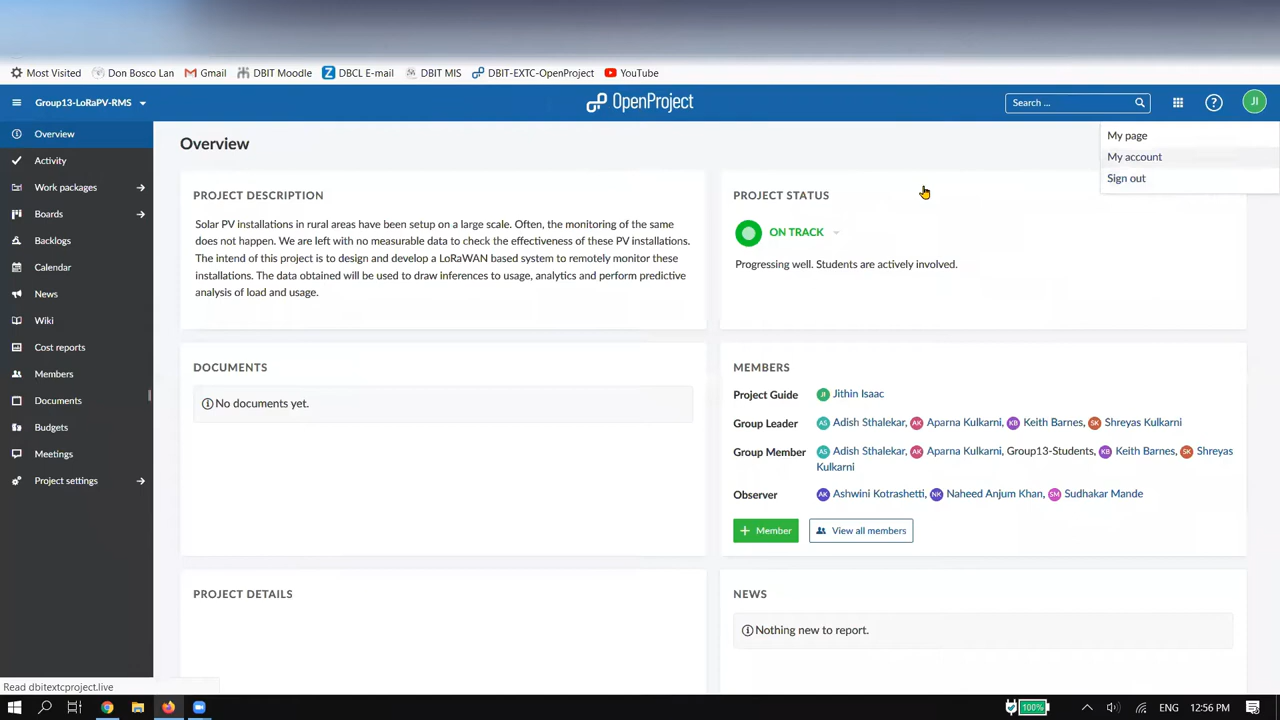 Most Visited Don Bosco Lan Gmail DBIT Moodle DBCL E-mail DBIT MIS DBIT-EXTC-OpenProject YouTube
Group13-LoRaPV-RMS OpenProject Search ... ? JI
Overview
Activity
Work packages
Boards
Backlogs
Calendar
News
Wiki
Cost reports
Members
Documents
Budgets
Meetings
Project settings
My page
My account
Sign out
Overview
PROJECT DESCRIPTION
Solar PV installations in rural areas have been setup on a large scale. Often, the monitoring of the same
does not happen. We are left with no measurable data to check the effectiveness of these PV installations.
The intend of this project is to design and develop a LoRaWAN based system to remotely monitor these
installations. The data obtained will be used to draw inferences to usage, analytics and perform predictive
analysis of load and usage.
PROJECT STATUS
ON TRACK
Progressing well. Students are actively involved.
DOCUMENTS
No documents yet.
MEMBERS
Project Guide JI Jithin Isaac
Group Leader AS Adish Sthalekar, AK Aparna Kulkarni, KB Keith Barnes, SK Shreyas Kulkarni
Group Member AS Adish Sthalekar, AK Aparna Kulkarni, Group13-Students, KB Keith Barnes, SK Shreyas
Kulkarni
Observer AK Ashwini Kotrashetti, NK Naheed Anjum Khan, SM Sudhakar Mande
+ Member View all members
PROJECT DETAILS
NEWS
Nothing new to report.
Read dbitextcproject.live
100% ENG 12:56 PM